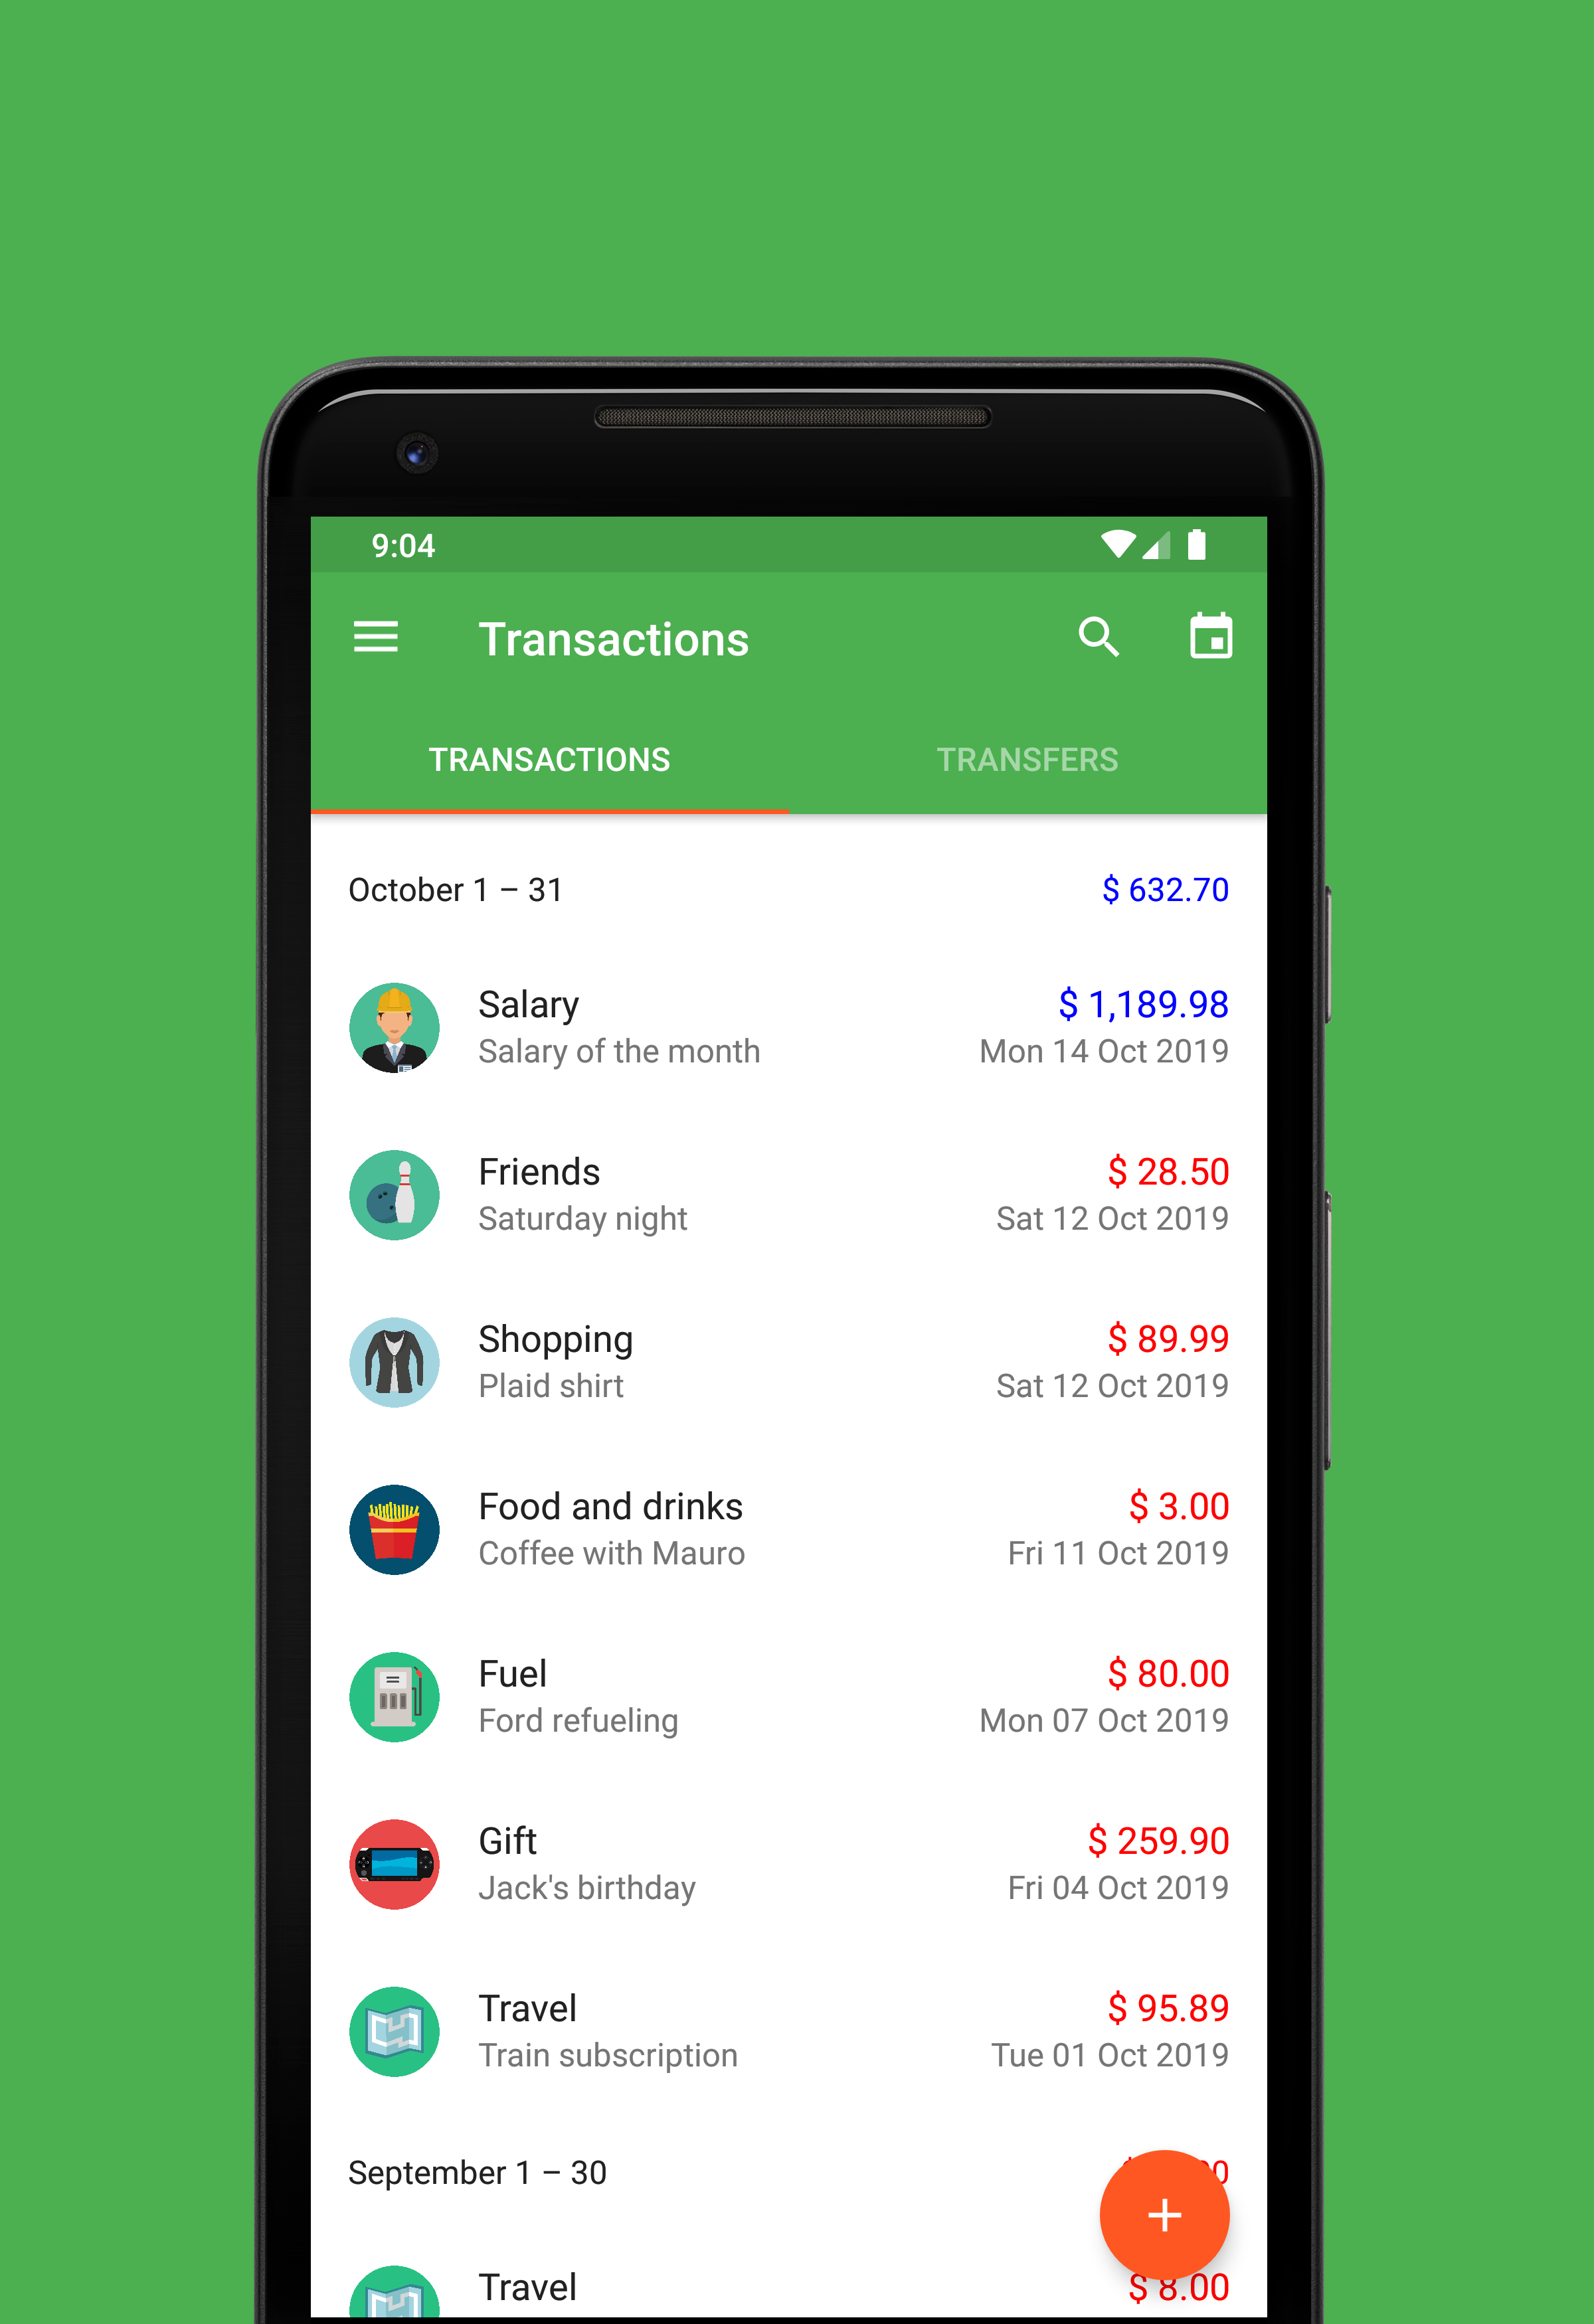 9:04
Transactions
TRANSACTIONS TRANSFERS
October 1 – 31 $ 632.70
Salary $ 1,189.98
Salary of the month Mon 14 Oct 2019
Friends $ 28.50
Saturday night Sat 12 Oct 2019
Shopping $ 89.99
Plaid shirt Sat 12 Oct 2019
Food and drinks $ 3.00
Coffee with Mauro Fri 11 Oct 2019
Fuel $ 80.00
Ford refueling Mon 07 Oct 2019
Gift $ 259.90
Jack's birthday Fri 04 Oct 2019
Travel $ 95.89
Train subscription Tue 01 Oct 2019
September 1 – 30
Travel $ 8.00